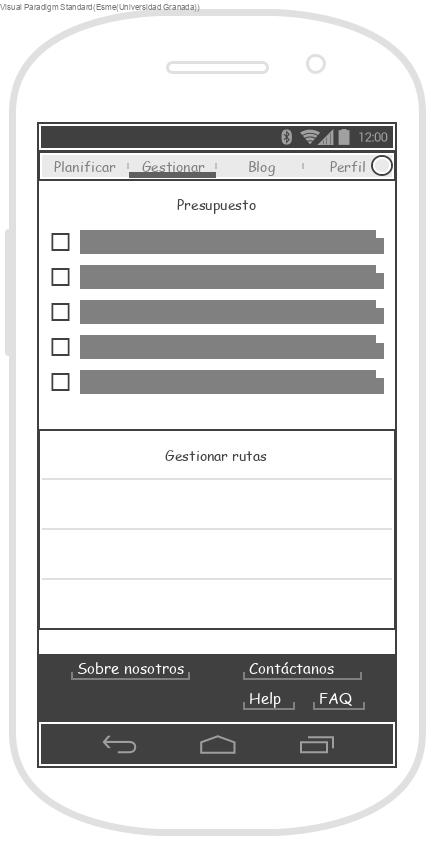 Visual Paradigm Standard(Esme(Universidad Granada))
12:00
Planificar Gestionar Blog Perfil
Presupuesto
Gestionar rutas
Sobre nosotros Contáctanos
Help FAQ